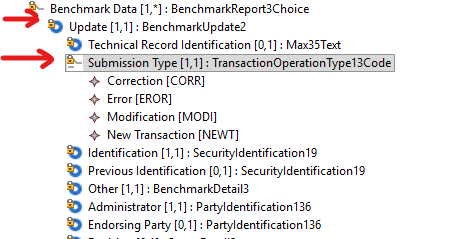 Benchmark Data [1,*] : BenchmarkReport3Choice
Update [1,1] : BenchmarkUpdate2
Technical Record Identification [0,1] : Max35Text
Submission Type [1,1] : TransactionOperationType13Code
Correction [CORR]
Error [EROR]
Modification [MODI]
New Transaction [NEWT]
Identification [1,1] : SecurityIdentification19
Previous Identification [0,1] : SecurityIdentification19
Other [1,1] : BenchmarkDetail3
Administrator [1,1] : PartyIdentification136
Endorsing Party [0,1] : PartyIdentification136